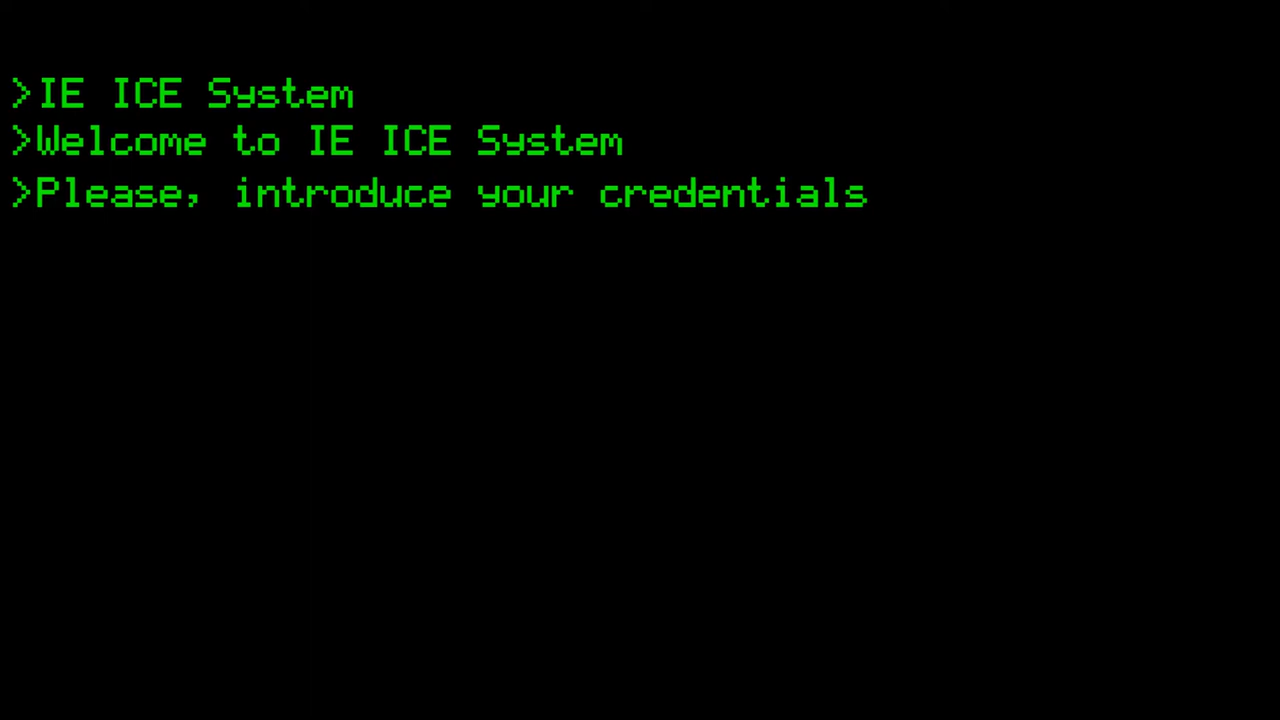 >IE ICE System
>Welcome to IE ICE System
>Please, introduce your credentials